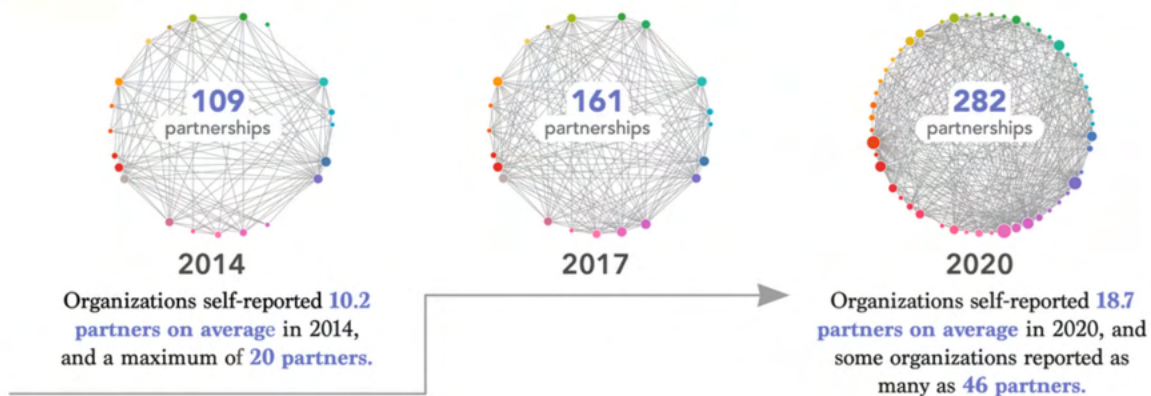 109
partnerships
2014
Organizations self-reported 10.2
partners on average in 2014,
and a maximum of 20 partners.
161
partnerships
2017
282
partnerships
2020
Organizations self-reported 18.7
partners on average in 2020, and
some organizations reported as
many as 46 partners.